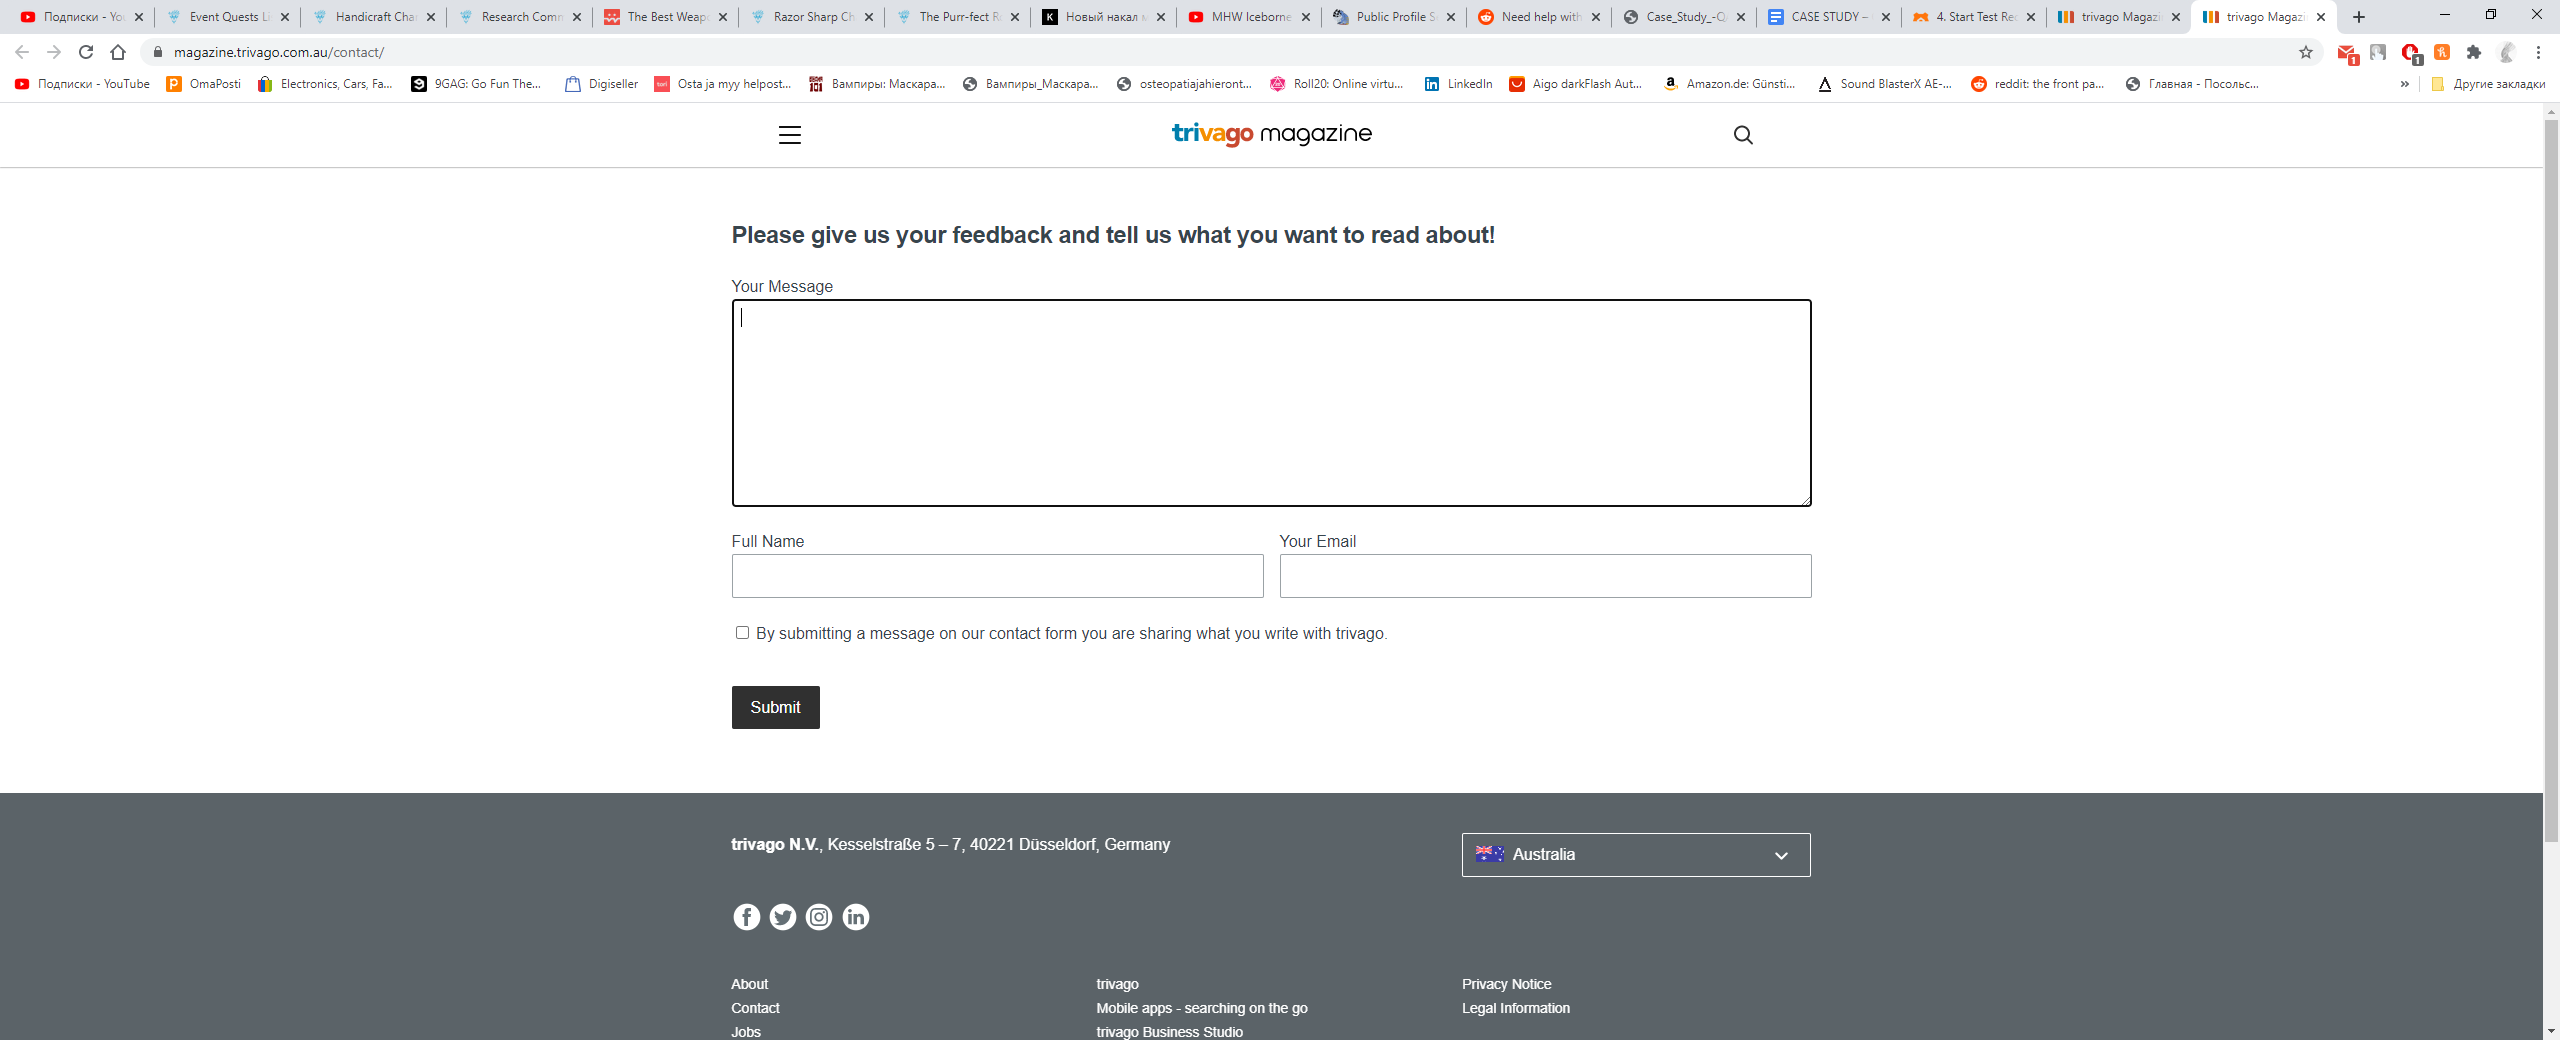 Подписки - You
Event Quests Li
Handicraft Char
Research Comm
The Best Weapo
Razor Sharp Ch
The Purr-fect Ro
Новый накал м
MHW Iceborne
Public Profile S
Need help with
Case_Study_-Q
CASE STUDY –
4. Start Test Rec
trivago Magazi
trivago Magazi
magazine.trivago.com.au/contact/
1
1
Подписки - YouTube
OmaPosti
Electronics, Cars, Fa...
9GAG: Go Fun The...
Digiseller
Osta ja myy helpost...
Вампиры: Маскара...
Вампиры_Маскара...
osteopatiajahieront...
Roll20: Online virtu...
LinkedIn
Aigo darkFlash Aut...
Amazon.de: Günsti...
Sound BlasterX AE-...
reddit: the front pa...
Главная - Посольс...
»
Другие закладки
trivago magazine
Please give us your feedback and tell us what you want to read about!
Your Message
Full Name
Your Email
By submitting a message on our contact form you are sharing what you write with trivago.
Submit
trivago N.V., Kesselstraße 5 – 7, 40221 Düsseldorf, Germany
Australia
About
Contact
Jobs
trivago
Mobile apps - searching on the go
trivago Business Studio
Privacy Notice
Legal Information